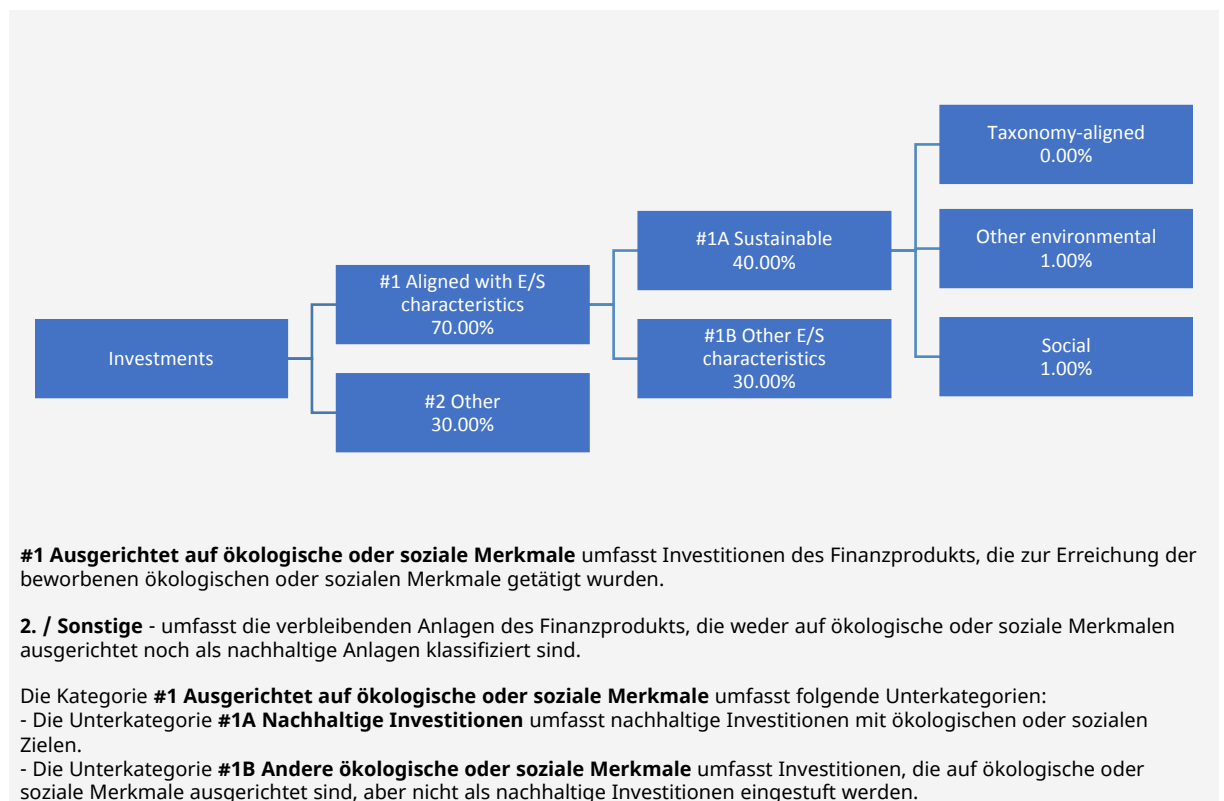 Taxonomy-aligned
0.00%
#1A Sustainable
40.00%
Other environmental
1.00%
#1 Aligned with E/S
characteristics
70.00%
Investments
#1B Other E/S
characteristics
30.00%
Social
1.00%
#2 Other
30.00%
#1 Ausgerichtet auf ökologische oder soziale Merkmale umfasst Investitionen des Finanzprodukts, die zur Erreichung der
beworbenen ökologischen oder sozialen Merkmale getätigt wurden.
2. / Sonstige - umfasst die verbleibenden Anlagen des Finanzprodukts, die weder auf ökologische oder soziale Merkmalen
ausgerichtet noch als nachhaltige Anlagen klassifiziert sind.
Die Kategorie #1 Ausgerichtet auf ökologische oder soziale Merkmale umfasst folgende Unterkategorien:
- Die Unterkategorie #1A Nachhaltige Investitionen umfasst nachhaltige Investitionen mit ökologischen oder sozialen
Zielen.
- Die Unterkategorie #1B Andere ökologische oder soziale Merkmale umfasst Investitionen, die auf ökologische oder
soziale Merkmale ausgerichtet sind, aber nicht als nachhaltige Investitionen eingestuft werden.